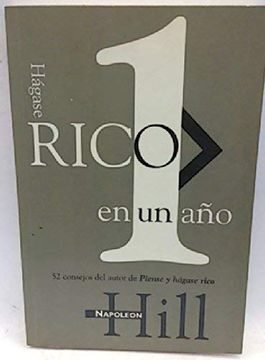 Hágase
RICO
1
en un año
52 consejos del autor de Piense y hágase rico
NAPOLEON
Hill